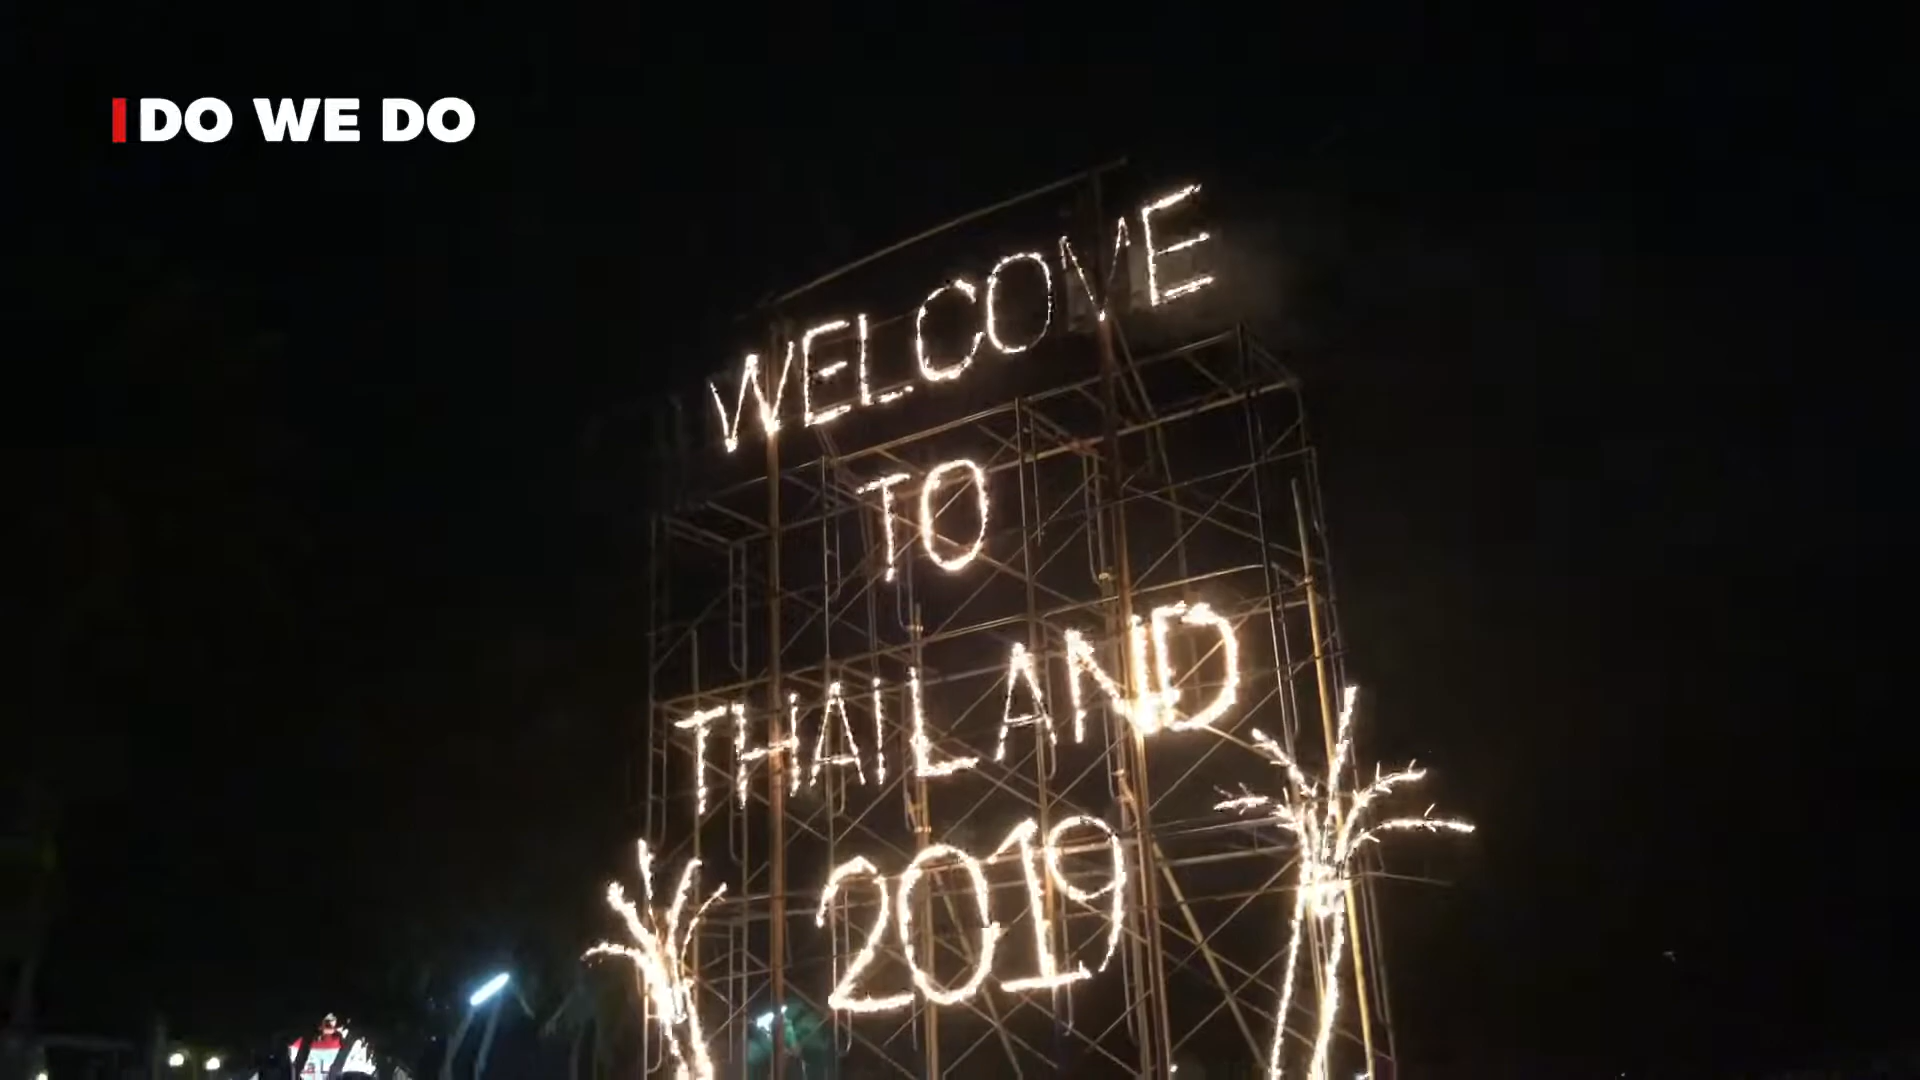 DO WE DO
WELCOME
TO
THAILAND
2019